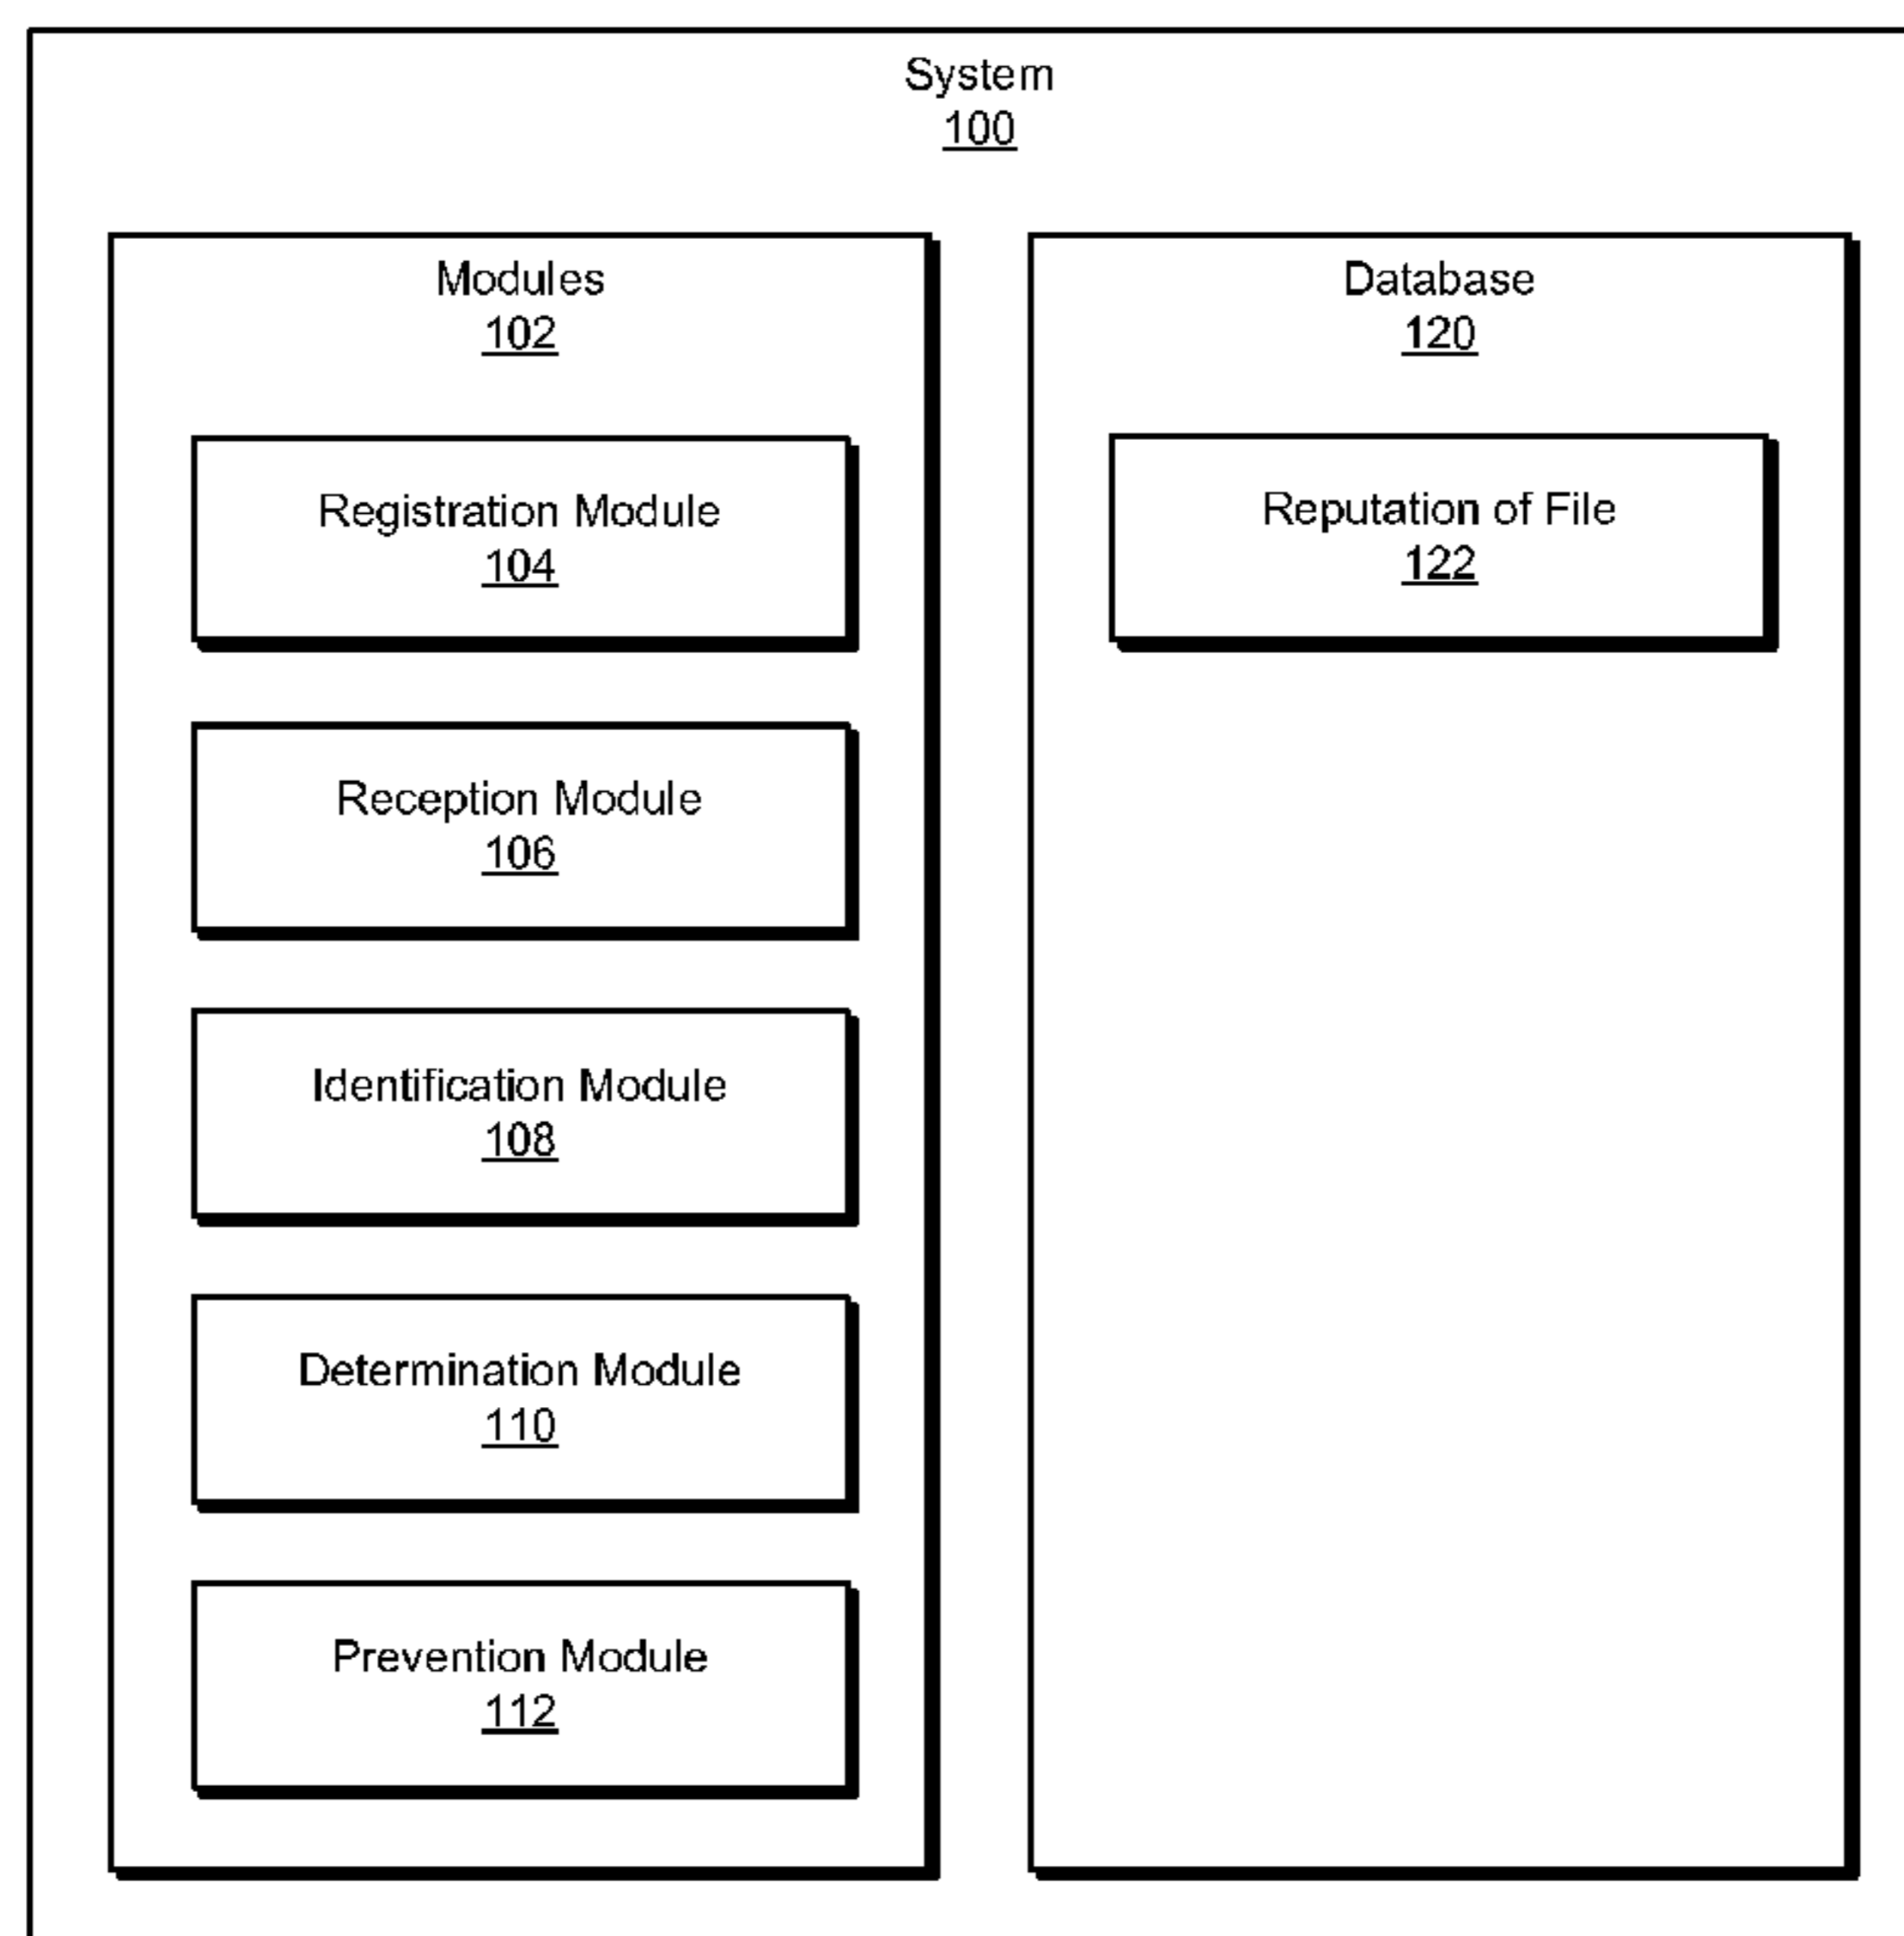 System
100
Modules
102
Registration Module
104
Reception Module
106
Identification Module
108
Determination Module
110
Prevention Module
112
Database
120
Reputation of File
122